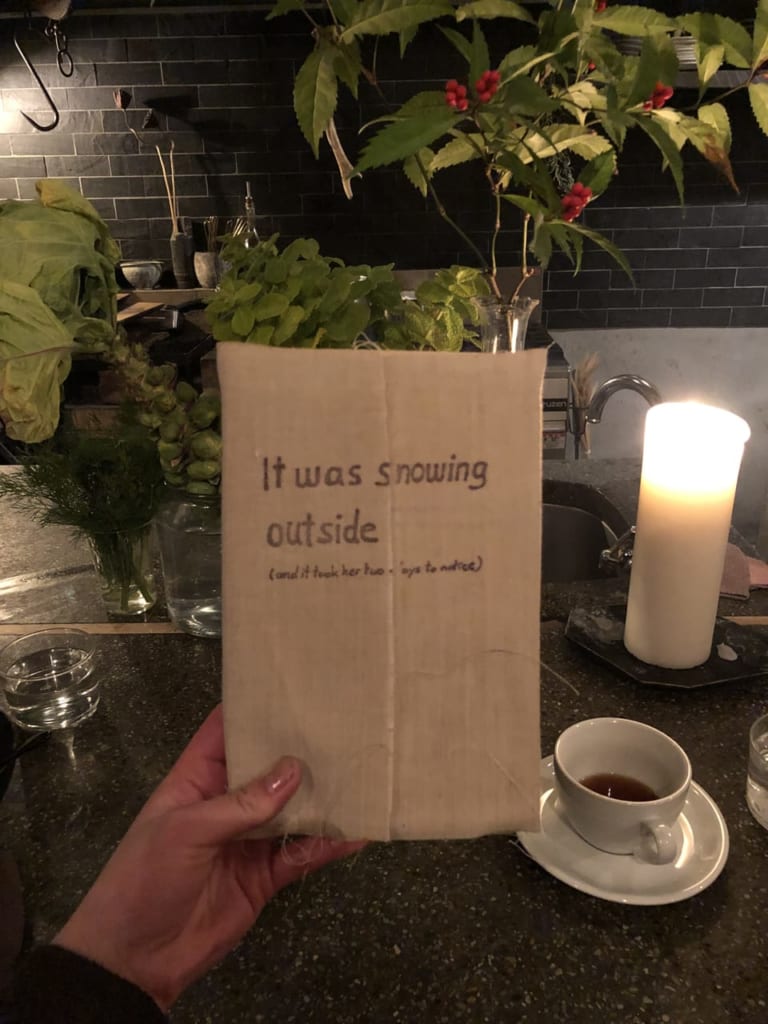 It was snowing
outside
(and it took her two days to notice)